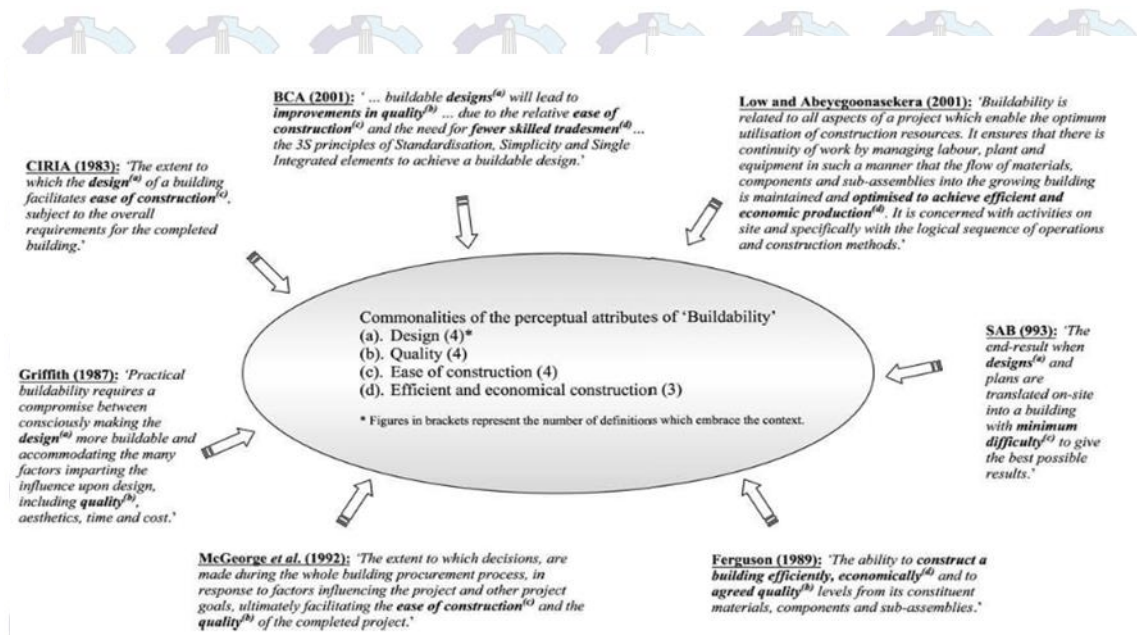 BCA (2001): ‘ ... buildable designs(a) will lead to
improvements in quality(b) ... due to the relative ease of
construction(c) and the need for fewer skilled tradesmen(d) ...
the 3S principles of Standardisation, Simplicity and Single
Integrated elements to achieve a buildable design.’
Low and Abeyegoonasekera (2001): ‘Buildability is
related to all aspects of a project which enable the optimum
utilisation of construction resources. It ensures that there is
continuity of work by managing labour, plant and
equipment in such a manner that the flow of materials,
components and sub-assemblies into the growing building
is maintained and optimised to achieve efficient and
economic production(d). It is concerned with activities on
site and specifically with the logical sequence of operations
and construction methods.’
CIRIA (1983): ‘The extent to
which the design(a) of a building
facilitates ease of construction(c),
subject to the overall
requirements for the completed
building.’
Commonalities of the perceptual attributes of ‘Buildability’
(a). Design (4)*
(b). Quality (4)
(c). Ease of construction (4)
(d). Efficient and economical construction (3)
* Figures in brackets represent the number of definitions which embrace the context.
SAB (993): ‘The
end-result when
designs(a) and
plans are
translated on-site
into a building
with minimum
difficulty(c) to give
the best possible
results.’
Griffith (1987): ‘Practical
buildability requires a
compromise between
consciously making the
design(a) more buildable and
accommodating the many
factors imparting the
influence upon design,
including quality(b),
aesthetics, time and cost.’
McGeorge et al. (1992): ‘The extent to which decisions, are
made during the whole building procurement process, in
response to factors influencing the project and other project
goals, ultimately facilitating the ease of construction(c) and the
quality(b) of the completed project.’
Ferguson (1989): ‘The ability to construct a
building efficiently, economically(d) and to
agreed quality(b) levels from its constituent
materials, components and sub-assemblies.’